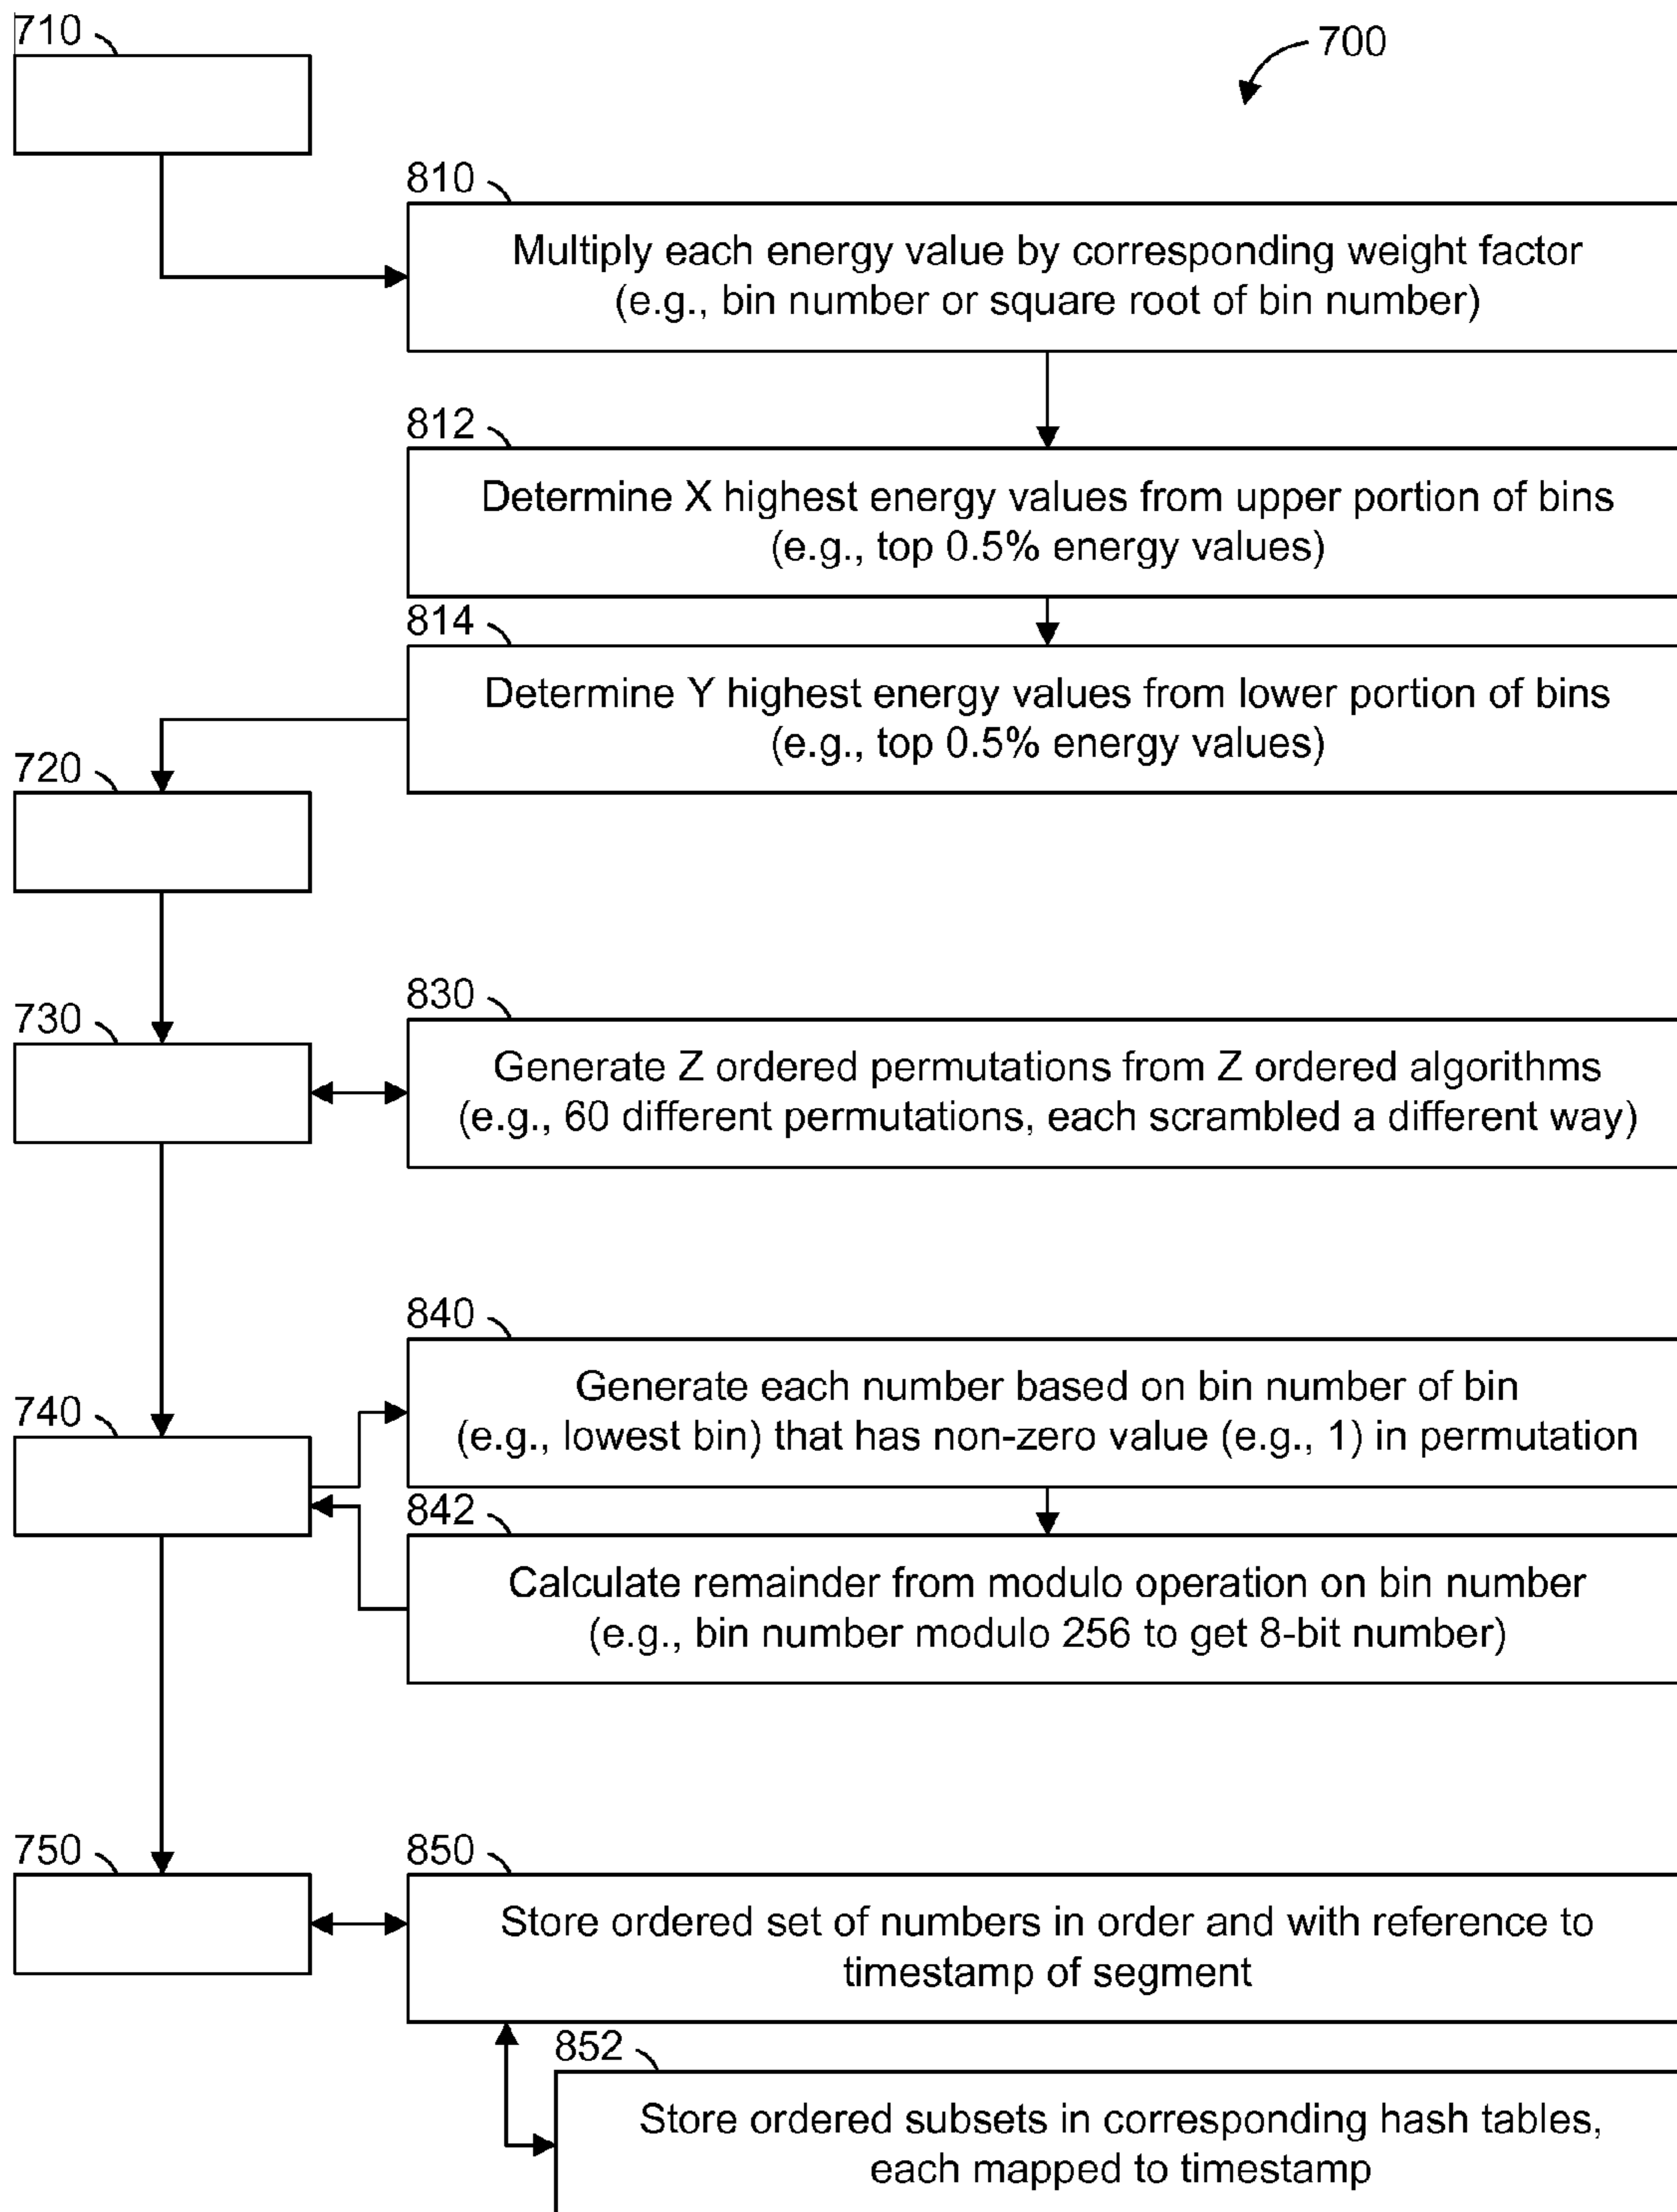 710
700
810
Multiply each energy value by corresponding weight factor
(e.g., bin number or square root of bin number)
812
Determine X highest energy values from upper portion of bins
(e.g., top 0.5% energy values)
814
Determine Y highest energy values from lower portion of bins
(e.g., top 0.5% energy values)
720
830
730
Generate Z ordered permutations from Z ordered algorithms
(e.g., 60 different permutations, each scrambled a different way)
840
Generate each number based on bin number of bin
(e.g., lowest bin) that has non-zero value (e.g., 1) in permutation
740
842
Calculate remainder from modulo operation on bin number
(e.g., bin number modulo 256 to get 8-bit number)
750
850
Store ordered set of numbers in order and with reference to
timestamp of segment
852
Store ordered subsets in corresponding hash tables,
each mapped to timestamp